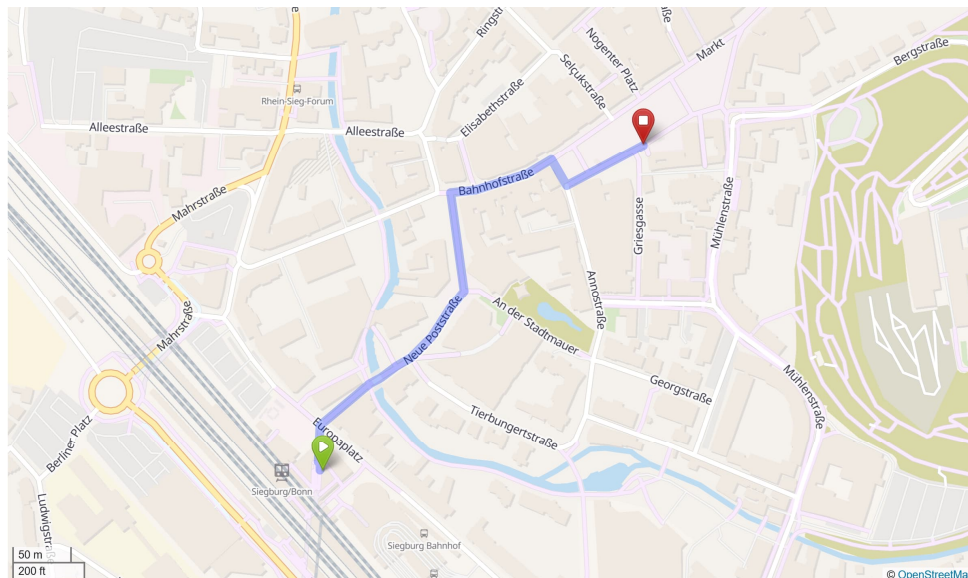 Ringstr
Nogenter Platz
Markt
Bergstraße
Selçukstraße
Elisabethstraße
Rhein-Sieg-Forum
Alleestraße
Alleestraße
Bahnhofstraße
Mahrstraße
Griesgasse
Mühlenstraße
Annostraße
An der Stadtmauer
Neue Poststraße
Mahrstraße
Georgstraße
Mühlenstraße
Tierbungertstraße
Europaplatz
Berliner Platz
Siegburg/Bonn
Ludwigstraße
Siegburg Bahnhof
50 m
200 ft
© OpenStreetMa